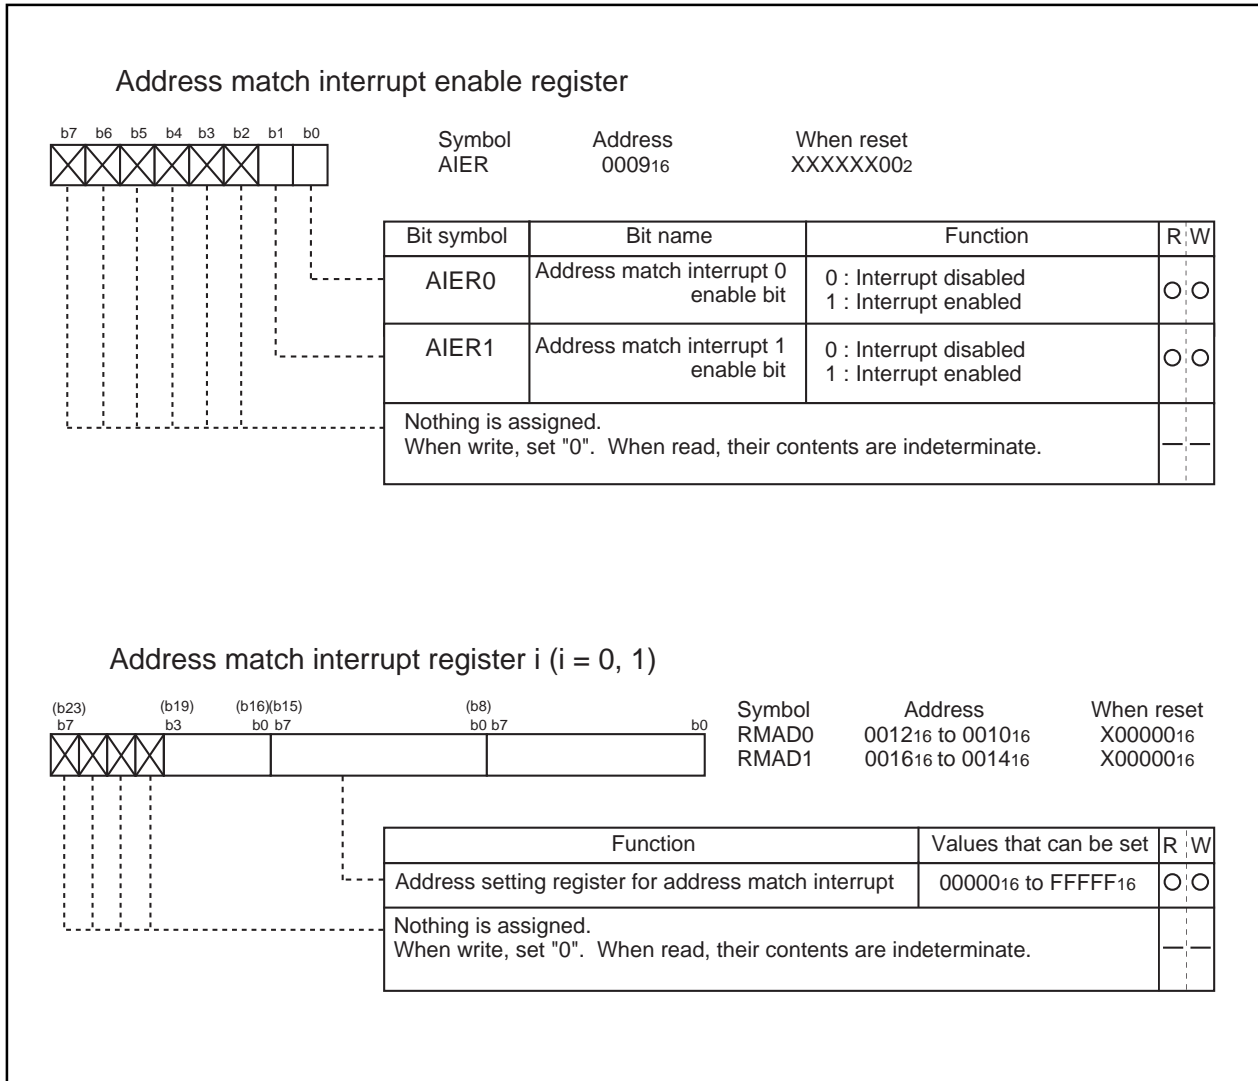 Address match interrupt enable register
b7 b6 b5 b4 b3 b2 b1 b0
Symbol Address When reset
AIER 000916 XXXXXX002
Bit symbol Bit name Function R W
AIER0 Address match interrupt 0 enable bit 0 : Interrupt disabled
1 : Interrupt enabled
AIER1 Address match interrupt 1 enable bit 0 : Interrupt disabled
1 : Interrupt enabled
Nothing is assigned.
When write, set "0". When read, their contents are indeterminate.
Address match interrupt register i (i = 0, 1)
(b23) (b19) (b16)(b15) (b8)
b7 b3 b0 b7 b0 b7 b0
Symbol Address When reset
RMAD0 001216 to 001016 X0000016
RMAD1 001616 to 001416 X0000016
Function Values that can be set R W
Address setting register for address match interrupt 0000016 to FFFFF16
Nothing is assigned.
When write, set "0". When read, their contents are indeterminate.